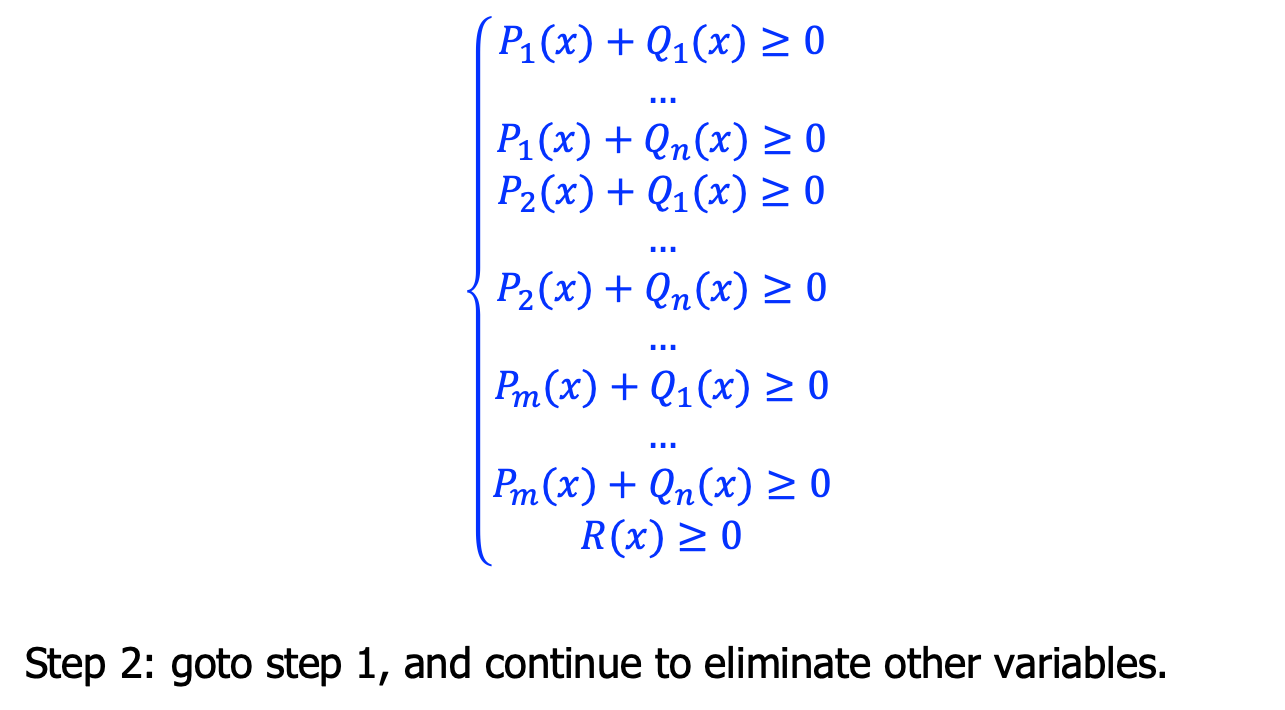 P₁(x) + Q₁(x) ≥ 0
...
P₁(x) + Qₙ(x) ≥ 0
P₂(x) + Q₁(x) ≥ 0
...
P₂(x) + Qₙ(x) ≥ 0
...
Pₘ(x) + Q₁(x) ≥ 0
...
Pₘ(x) + Qₙ(x) ≥ 0
R(x) ≥ 0
Step 2: goto step 1, and continue to eliminate other variables.